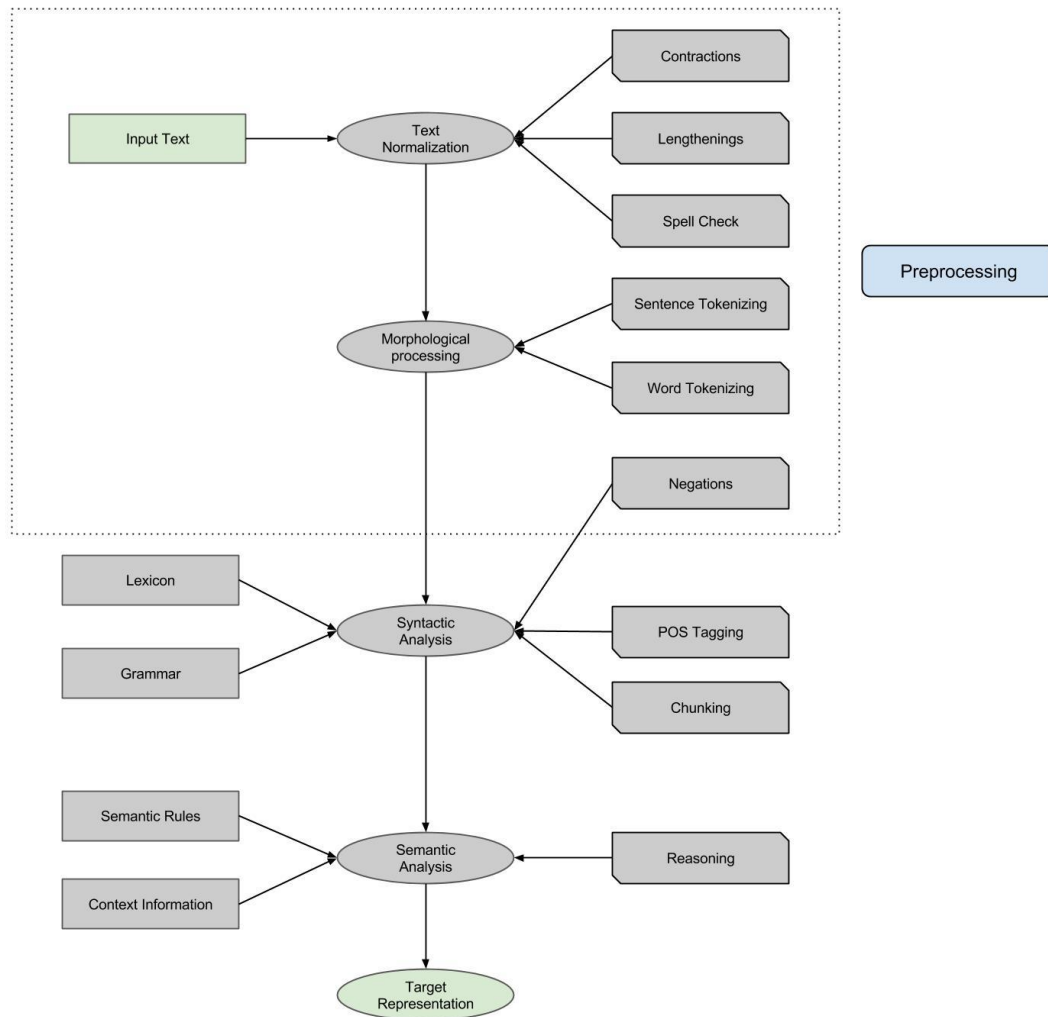 Contractions
Input Text
Text
Normalization
Lengthenings
Spell Check
Preprocessing
Sentence Tokenizing
Morphological
processing
Word Tokenizing
Negations
Lexicon
Syntactic
Analysis
POS Tagging
Grammar
Chunking
Semantic Rules
Semantic
Analysis
Reasoning
Context Information
Target
Representation